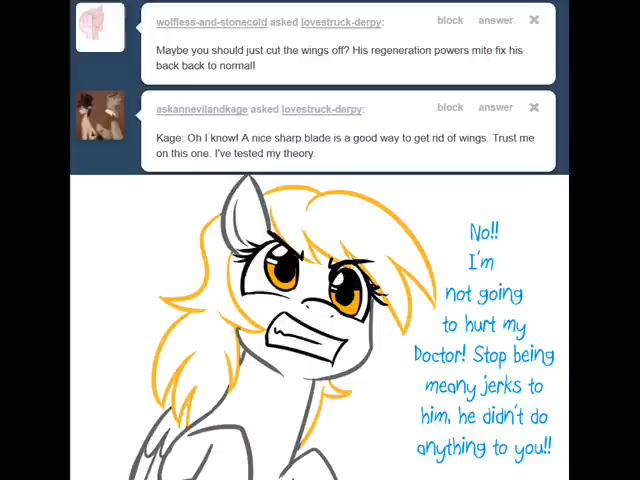 wolfless-and-stonecold asked lovestruck-derpy:
block answer ✕
Maybe you should just cut the wings off? His regeneration powers mite fix his
back back to normal!
askannevilandkage asked lovestruck-derpy:
block answer ✕
Kage: Oh I know! A nice sharp blade is a good way to get rid of wings. Trust me
on this one. I've tested my theory.
No!!
I'm
not going
to hurt my
Doctor! Stop being
meany jerks to
him, he didn't do
anything to you!!